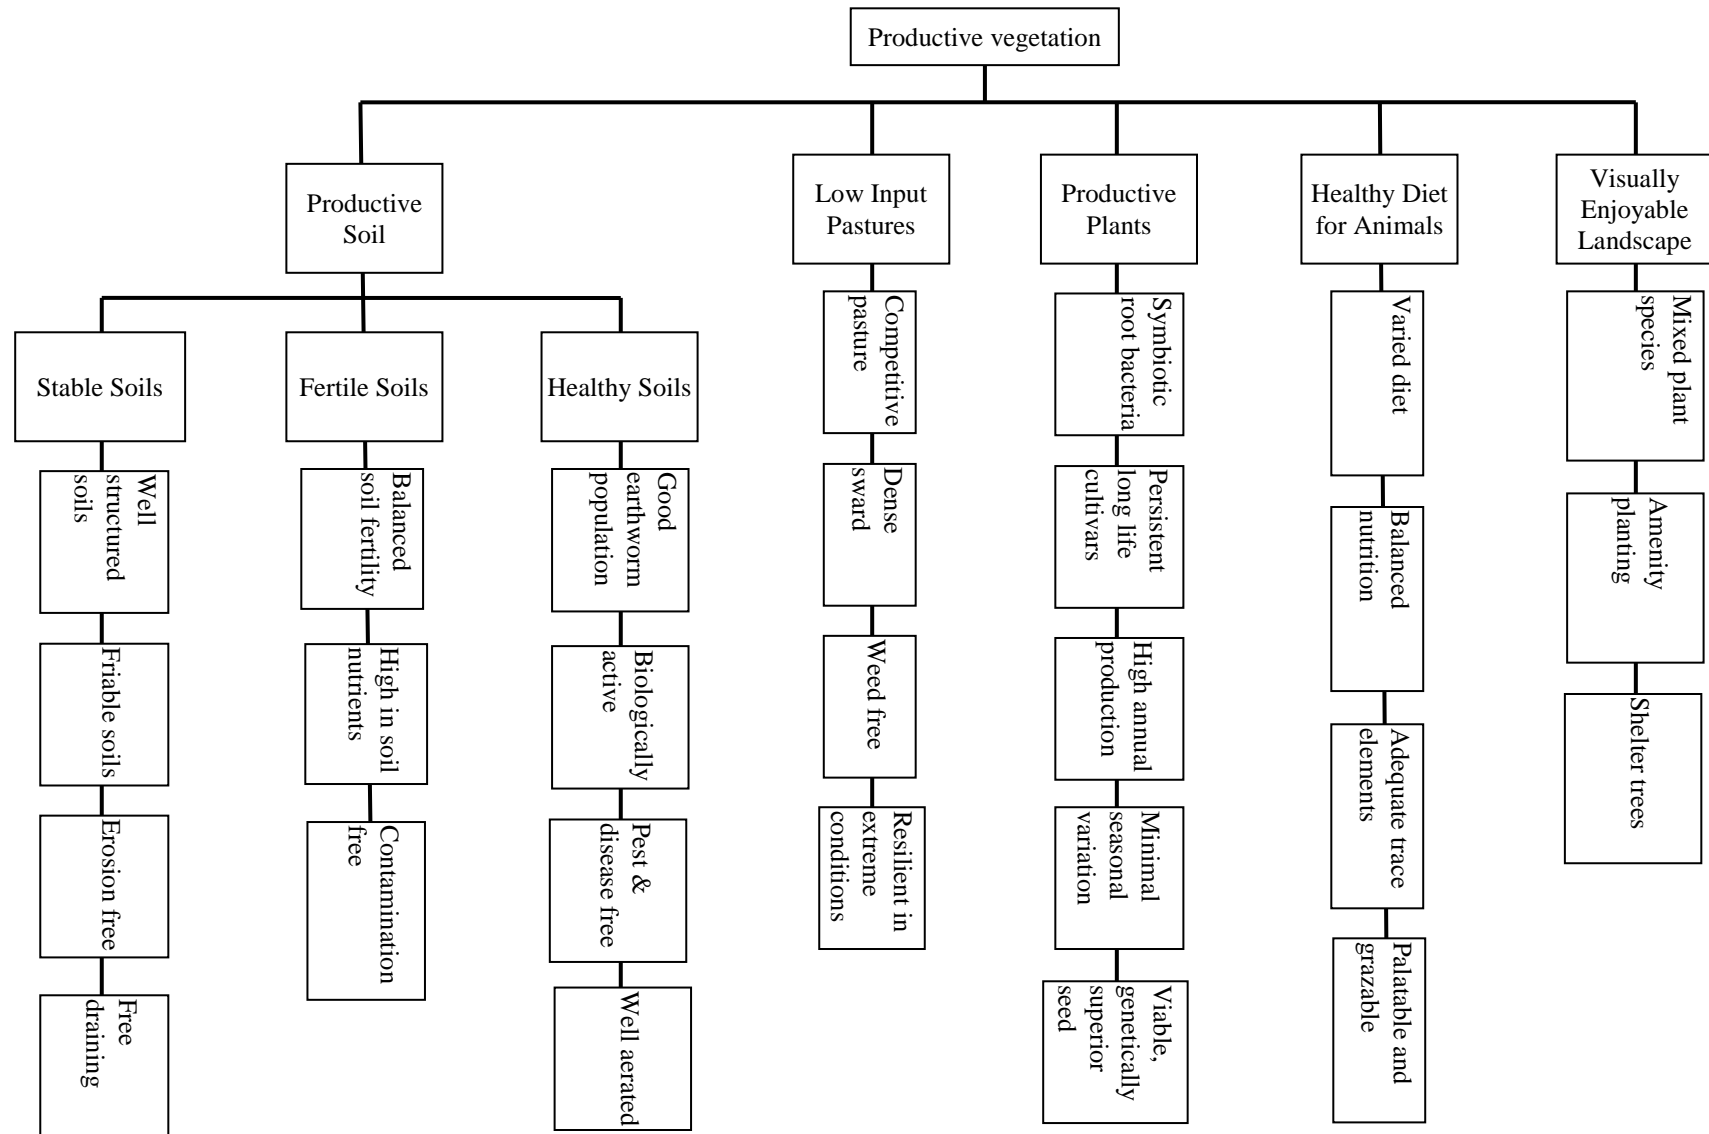 Productive vegetation
Productive
Soil
Low Input
Pastures
Productive
Plants
Healthy Diet
for Animals
Visually
Enjoyable
Landscape
Stable Soils
Fertile Soils
Healthy Soils
Well
structured
soils
Friable soils
Erosion free
Free
draining
Balanced
soil fertility
High in soil
nutrients
Contamination
free
Good
earthworm
population
Biologically
active
Pest &
disease free
Well aerated
Competitive
pasture
Dense
sward
Weed free
Resilient in
extreme
conditions
Symbiotic
root bacteria
Persistent
long life
cultivars
High annual
production
Minimal
seasonal
variation
Viable,
genetically
superior
seed
Varied diet
Balanced
nutrition
Adequate trace
elements
Palatable and
grazable
Mixed plant
species
Amenity
planting
Shelter trees